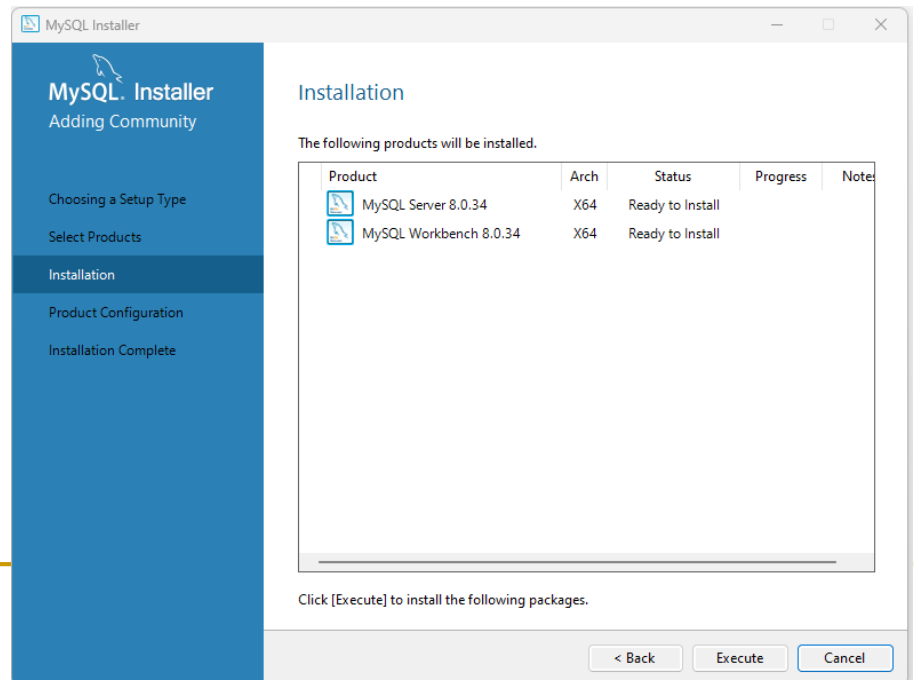 MySQL Installer
MySQL. Installer
Adding Community
Choosing a Setup Type
Select Products
Installation
Product Configuration
Installation Complete
Installation
The following products will be installed.
Product Arch Status Progress Notes
MySQL Server 8.0.34 X64 Ready to Install
MySQL Workbench 8.0.34 X64 Ready to Install
Click [Execute] to install the following packages.
< Back Execute Cancel